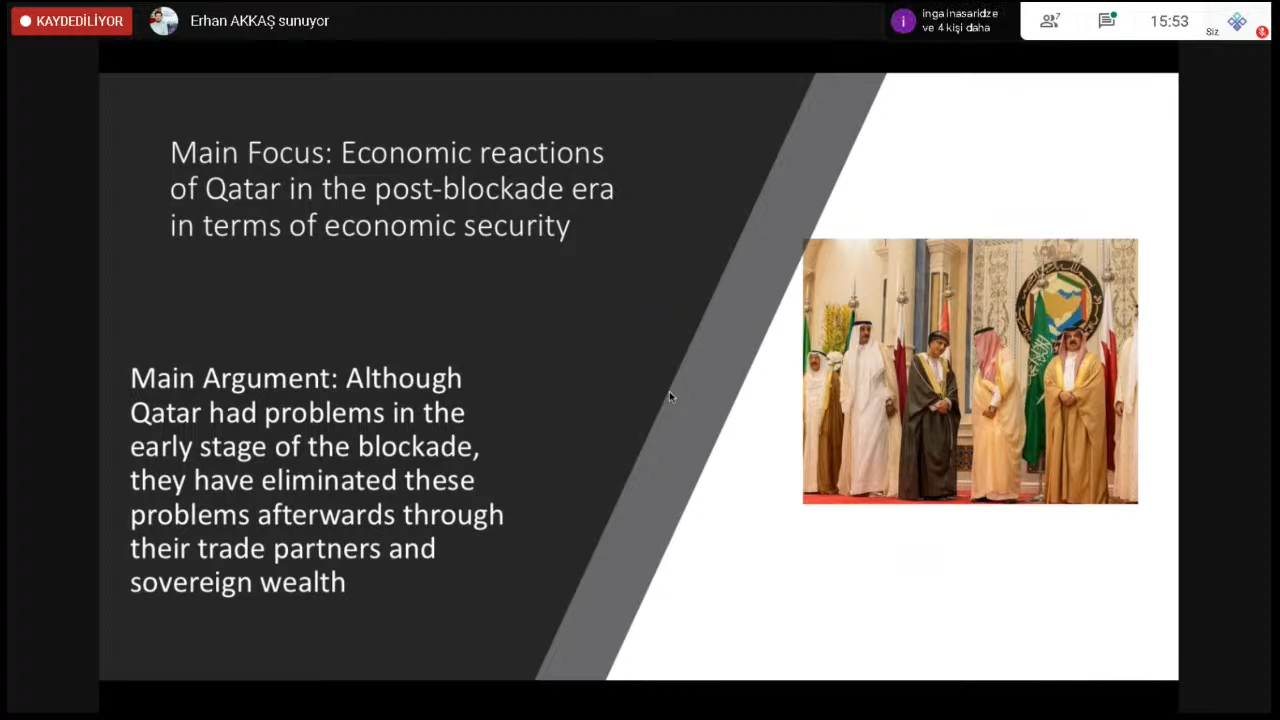 KAYDEDİLİYOR
Erhan AKKAŞ sunuyor
i
inga inasaridze
ve 4 kişi daha
7
15:53
Siz
Main Focus: Economic reactions
of Qatar in the post-blockade era
in terms of economic security
Main Argument: Although
Qatar had problems in the
early stage of the blockade,
they have eliminated these
problems afterwards through
their trade partners and
sovereign wealth